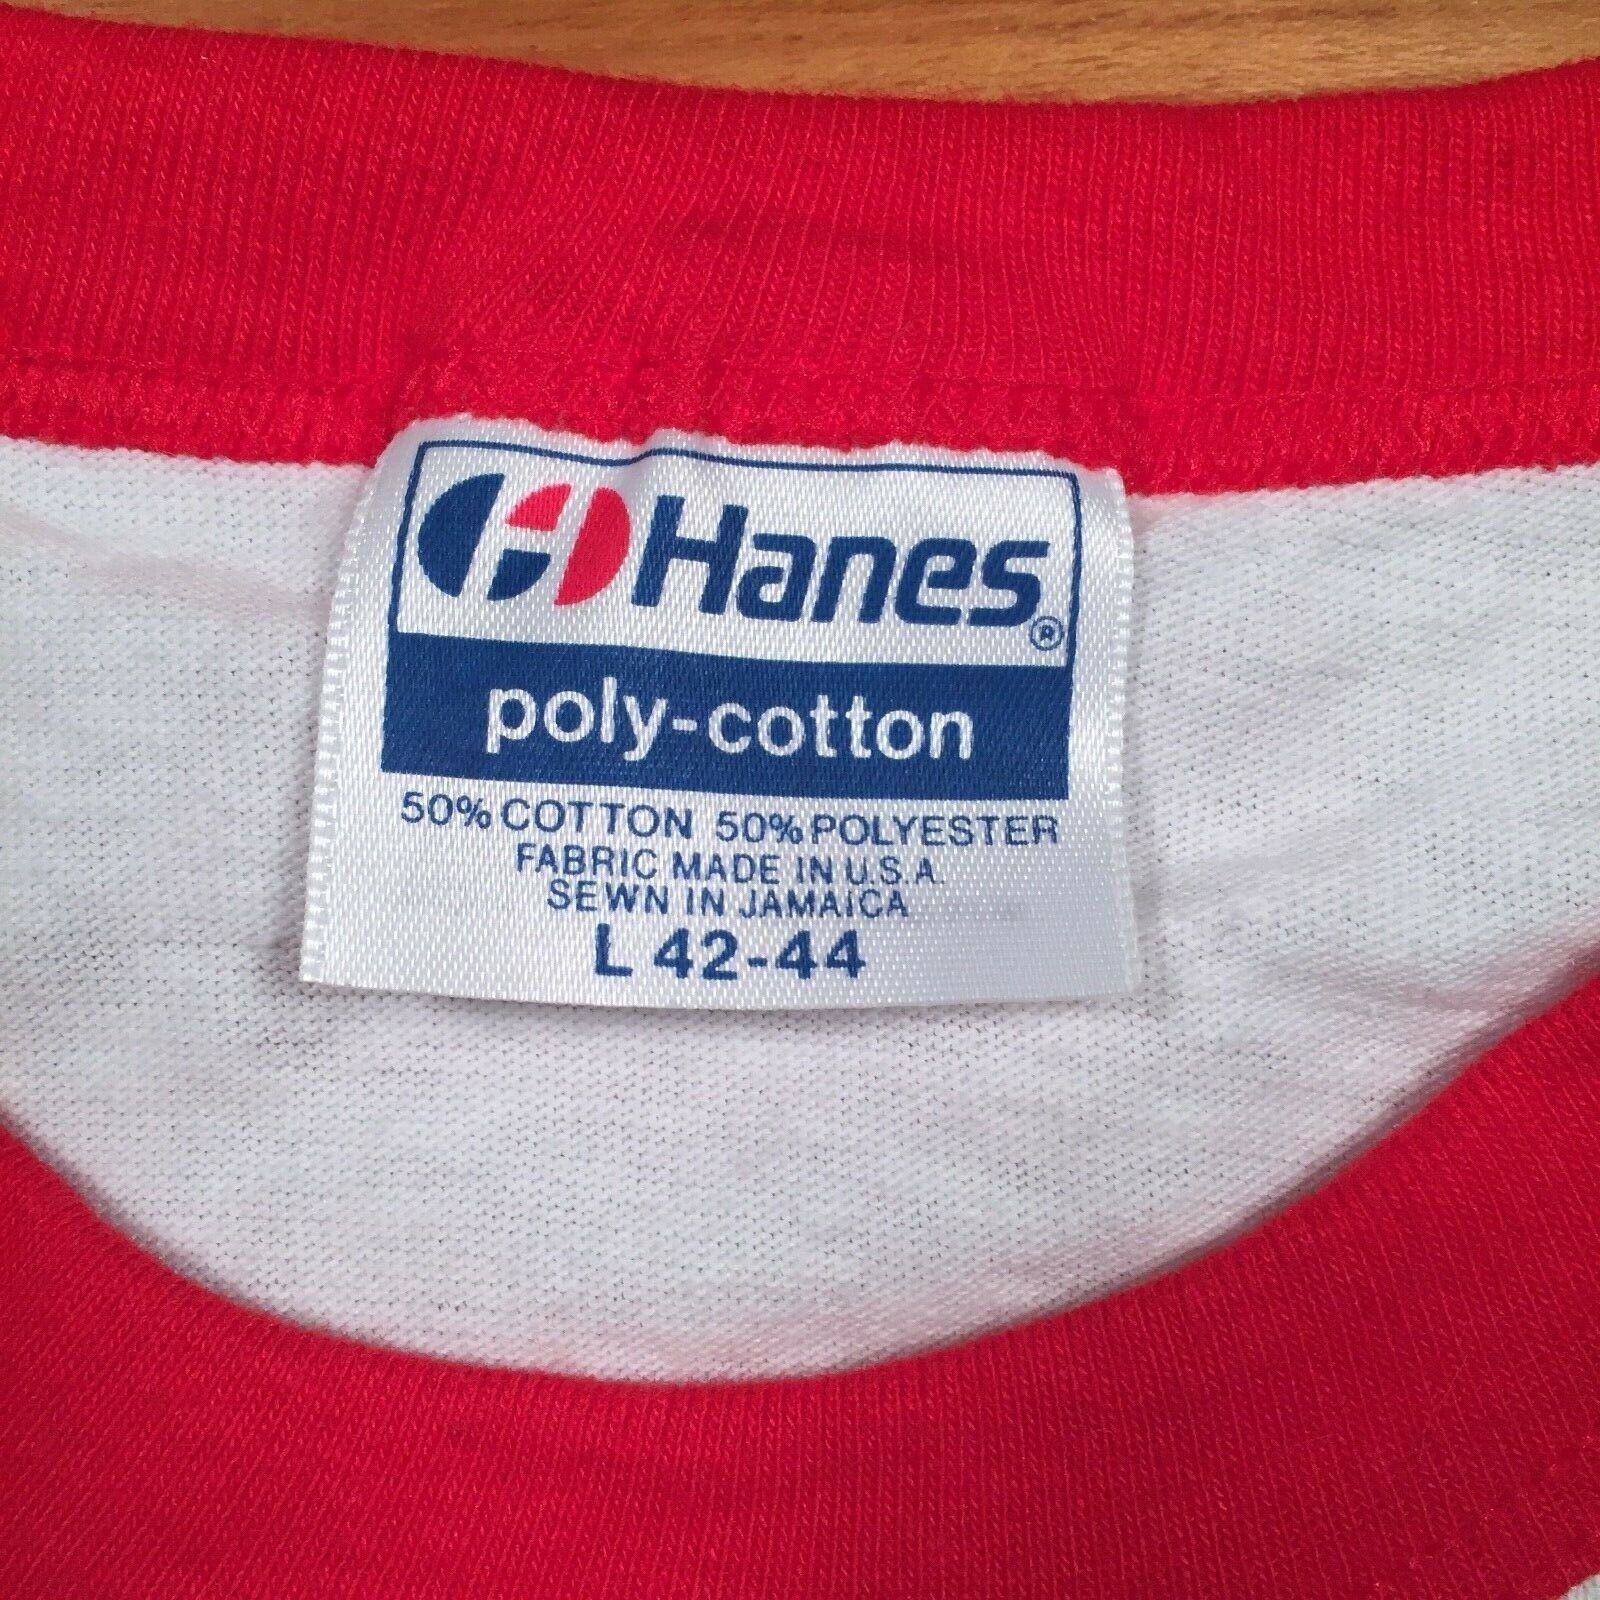 Hanes®
poly-cotton
50% COTTON 50% POLYESTER
FABRIC MADE IN U.S.A.
SEWN IN JAMAICA
L 42-44